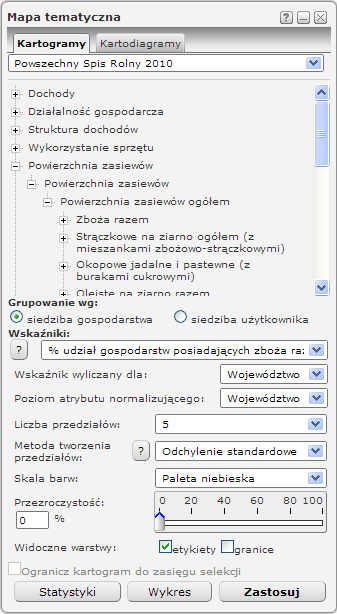 Mapa tematyczna
Kartogramy Kartodiagramy
Powszechny Spis Rolny 2010
Dochody
Działalność gospodarcza
Struktura dochodów
Wykorzystanie sprzętu
Powierzchnia zasiewów
Powierzchnia zasiewów
Powierzchnia zasiewów ogółem
Zboża razem
Strączkowe na ziarno ogółem (z
mieszankami zbożowo-strączkowymi)
Okopowe jadalne i pastewne (z
burakami cukrowymi)
Oleiste na ziarno razem
Grupowanie wg:
siedziba gospodarstwa siedziba użytkownika
Wskaźniki:
? % udział gospodarstw posiadających zboża ra:
Wskaźnik wyliczany dla: Województwo
Poziom atrybutu normalizującego: Województwo
Liczba przedziałów: 5
Metoda tworzenia
przedziałów: ? Odchylenie standardowe
Skala barw: Paleta niebieska
Przezroczystość: 0 20 40 60 80 100
0 %
Widoczne warstwy: etykiety granice
Ogranicz kartogram do zasięgu selekcji
Statystyki Wykres Zastosuj